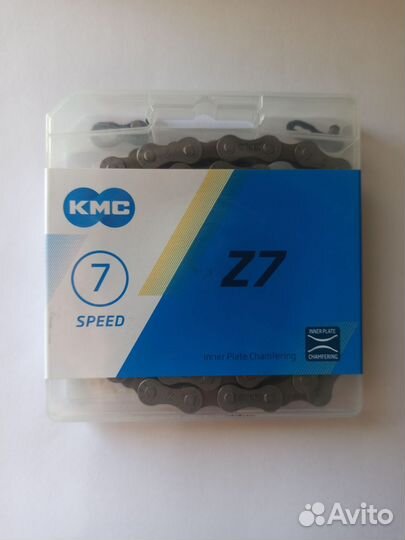 KMC
7
SPEED
Z7
Inner Plate Chamfering
INNER PLATE
CHAMFERING
Avito